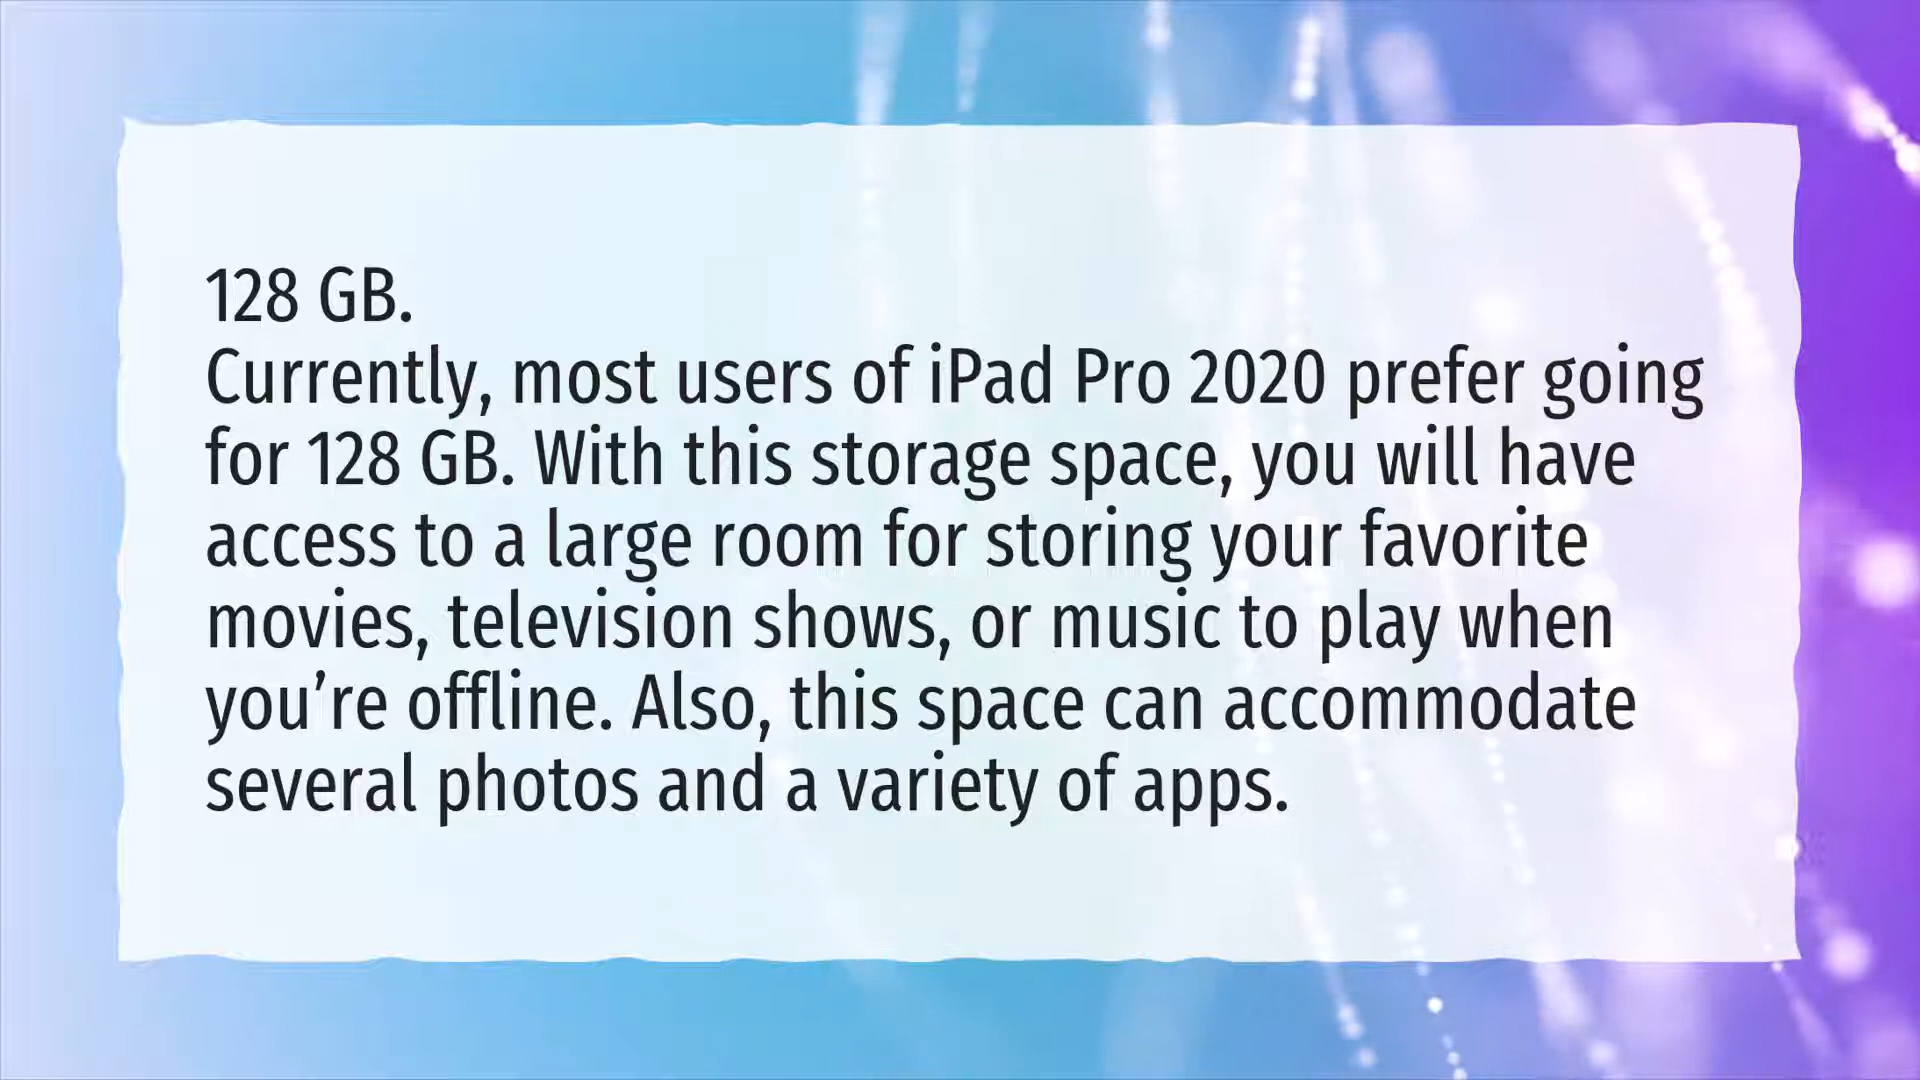 128 GB.
Currently, most users of iPad Pro 2020 prefer going
for 128 GB. With this storage space, you will have
access to a large room for storing your favorite
movies, television shows, or music to play when
you’re offline. Also, this space can accommodate
several photos and a variety of apps.